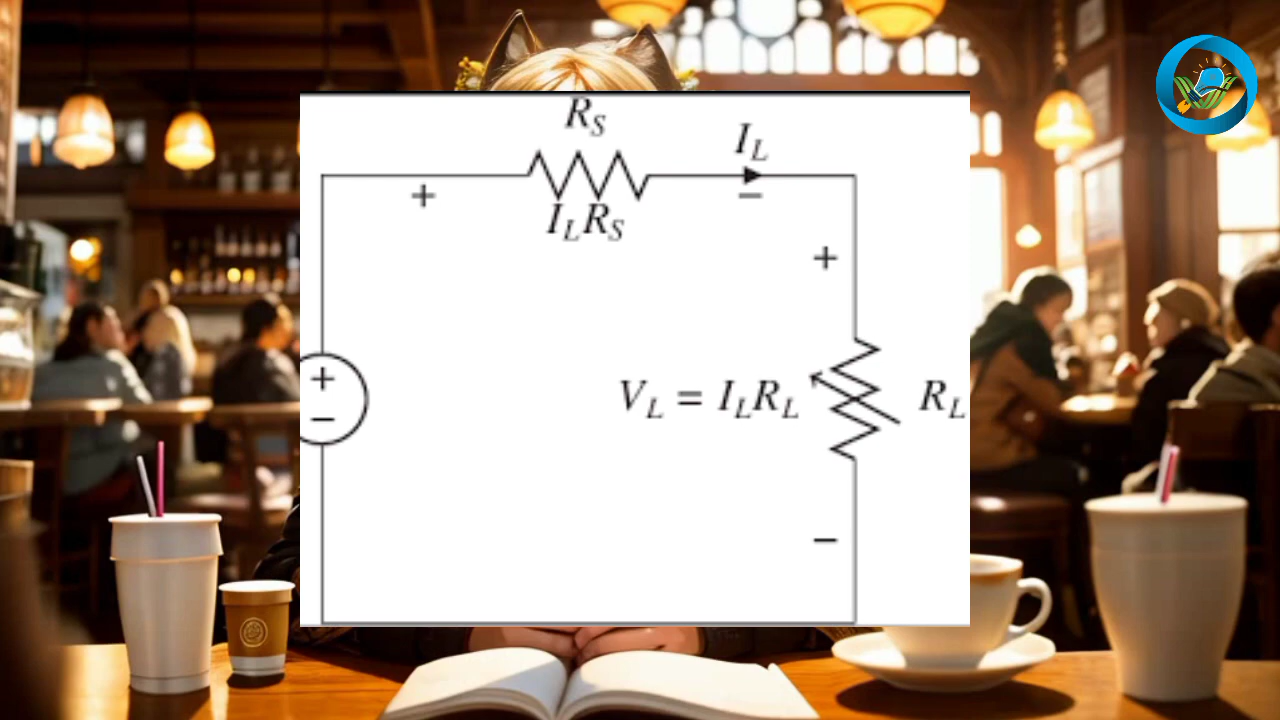 R_S
I_L
+ −
I_LR_S
+
+
−
V_L = I_LR_L R_L
−